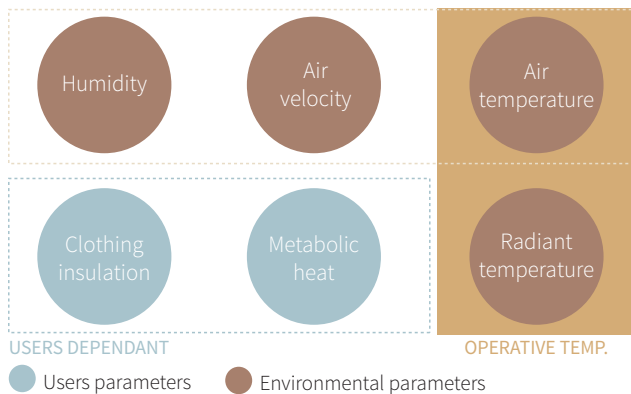 Humidity
Air
velocity
Air
temperature
Clothing
insulation
Metabolic
heat
Radiant
temperature
USERS DEPENDANT
OPERATIVE TEMP.
Users parameters
Environmental parameters